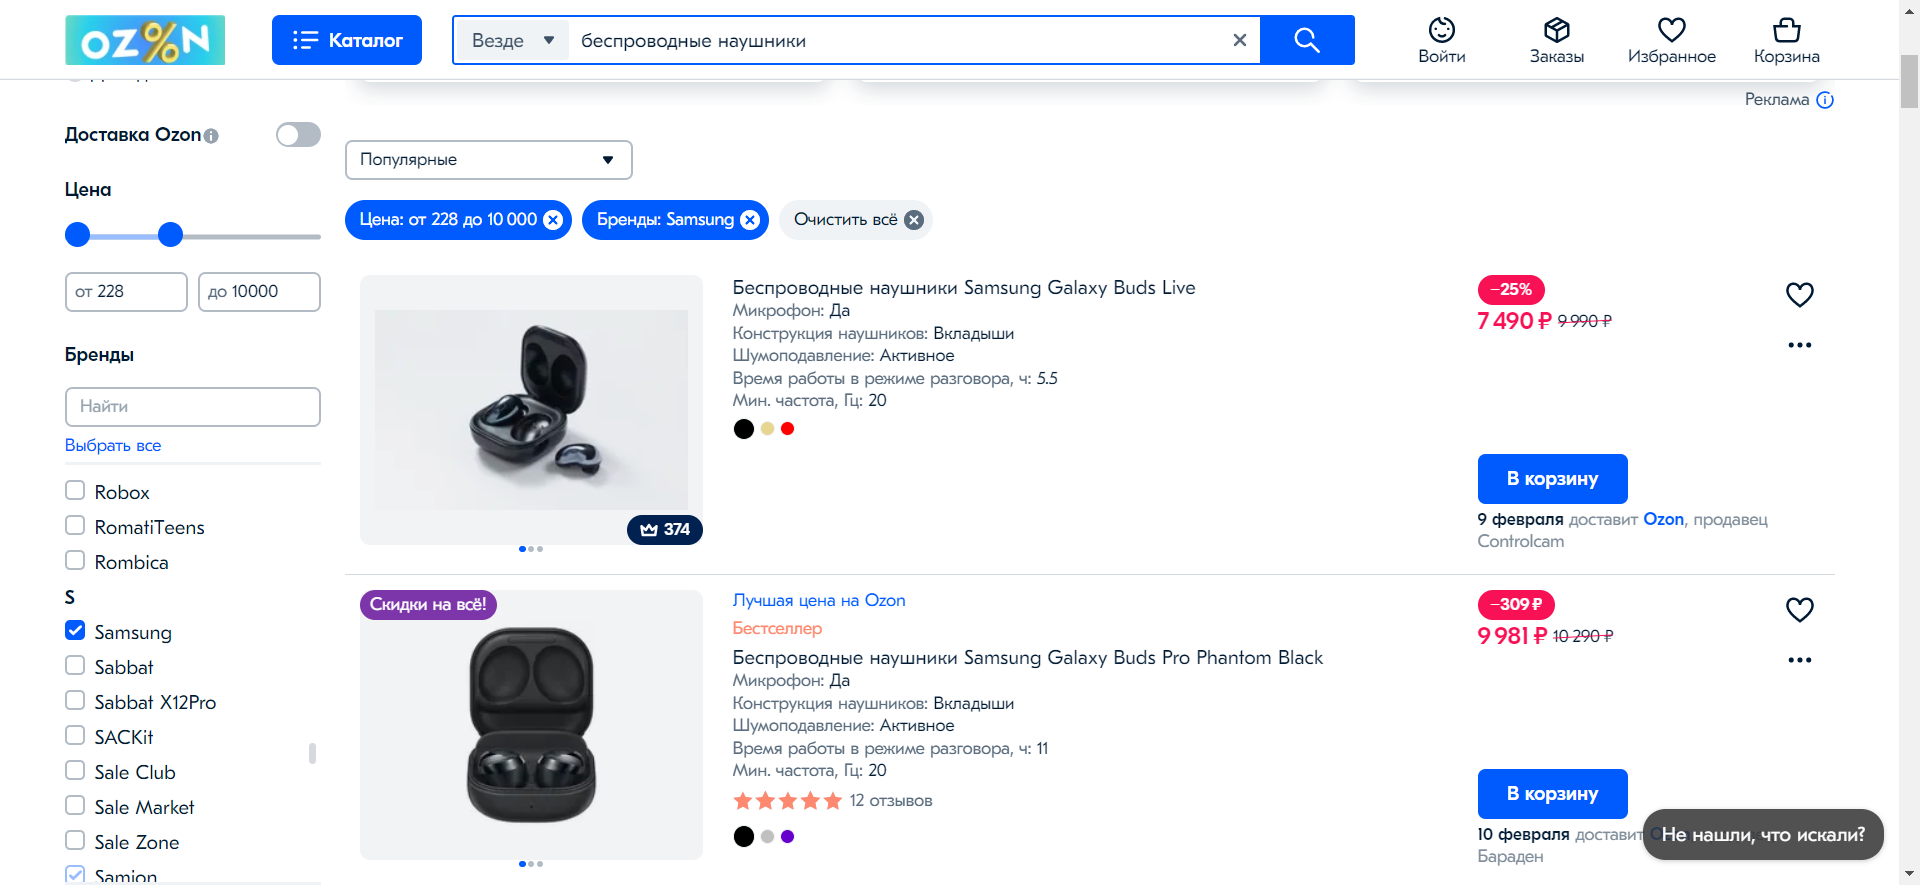 OZ%N
Каталог
Везде
беспроводные наушники
Войти
Заказы
Избранное
Корзина
Реклама
Доставка Ozon
Цена
от 228
до 10000
Бренды
Найти
Выбрать все
Robox
RomatiTeens
Rombica
S
Samsung
Sabbat
Sabbat X12Pro
SACKit
Sale Club
Sale Market
Sale Zone
Samion
Популярные
Цена: от 228 до 10 000
Бренды: Samsung
Очистить всё
374
Беспроводные наушники Samsung Galaxy Buds Live
Микрофон: Да
Конструкция наушников: Вкладыши
Шумоподавление: Активное
Время работы в режиме разговора, ч: 5.5
Мин. частота, Гц: 20
−25%
7 490 ₽ 9 990 ₽
В корзину
9 февраля доставит Ozon, продавец
Controlcam
Скидки на всё!
Лучшая цена на Ozon
Бестселлер
Беспроводные наушники Samsung Galaxy Buds Pro Phantom Black
Микрофон: Да
Конструкция наушников: Вкладыши
Шумоподавление: Активное
Время работы в режиме разговора, ч: 11
Мин. частота, Гц: 20
12 отзывов
−309 ₽
9 981 ₽ 10 290 ₽
В корзину
10 февраля доставит
Бараден
Не нашли, что искали?